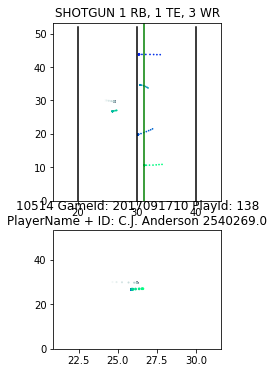 SHOTGUN 1 RB, 1 TE, 3 WR
50
40
30
20
10
0
20 30 40
10514 GameId: 2017091710 PlayId: 138
PlayerName + ID: C.J. Anderson 2540269.0
40
20
0
22.5 25.0 27.5 30.0